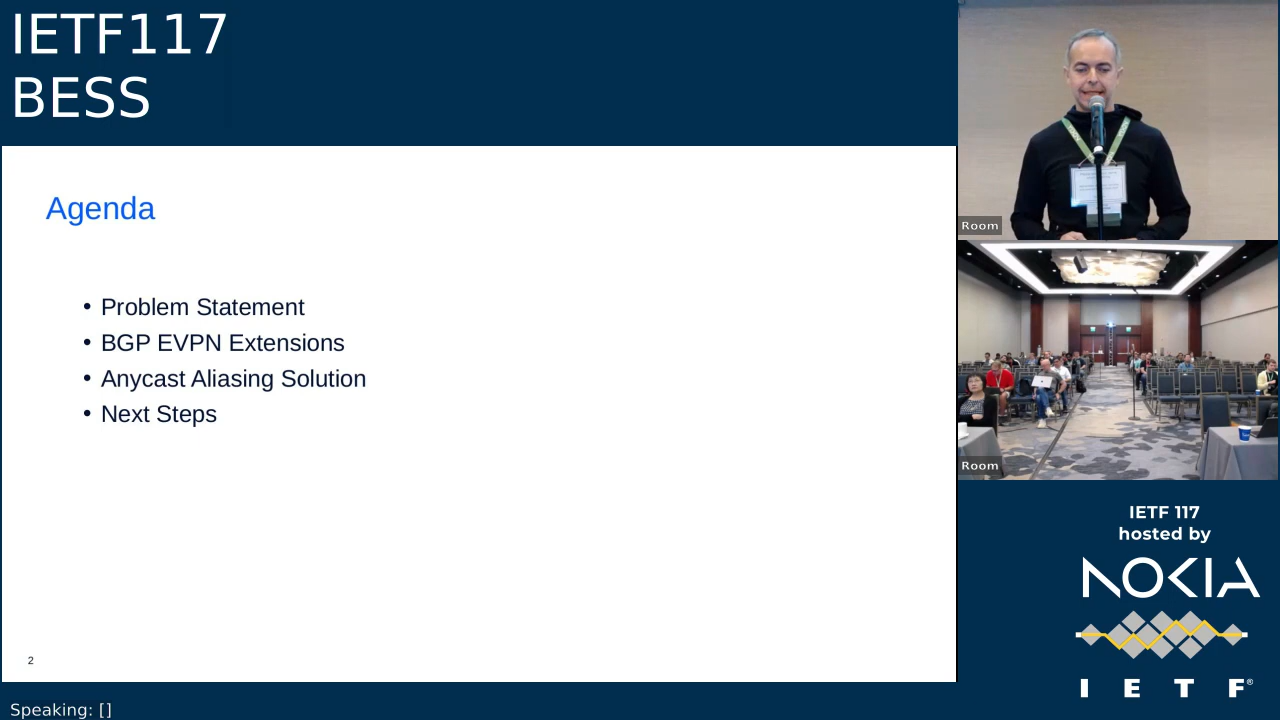 IETF117
BESS
Agenda
• Problem Statement
• BGP EVPN Extensions
• Anycast Aliasing Solution
• Next Steps
2
Speaking: []
Room
Room
IETF 117
hosted by
NOKIA
I E T F®